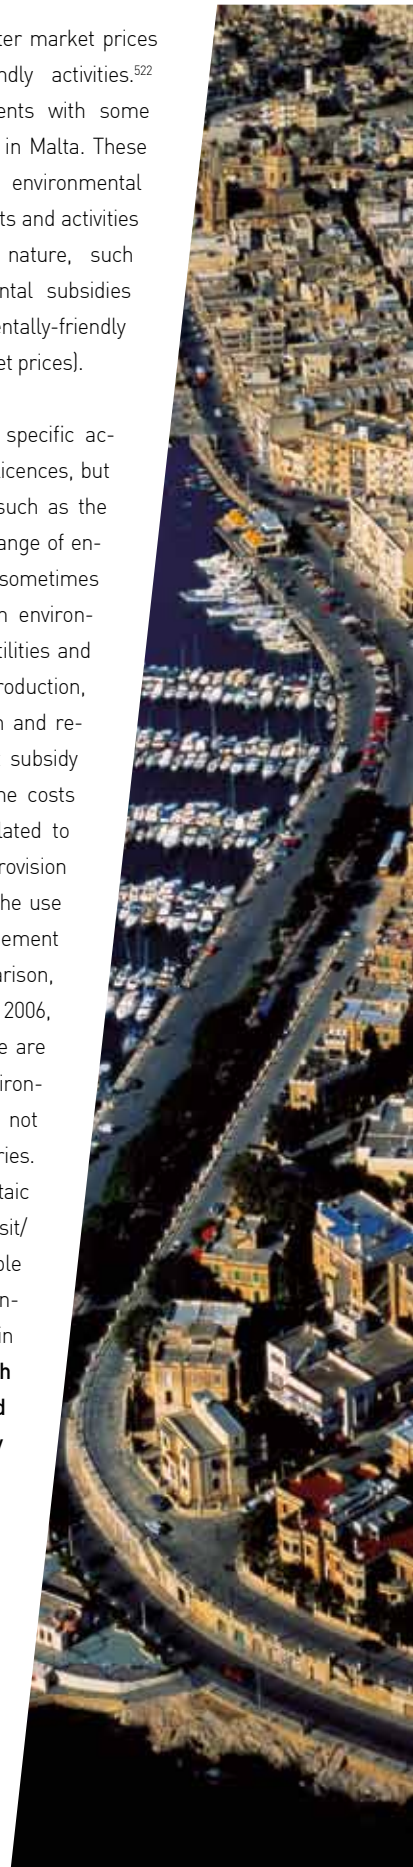 ter market prices
ndly activities.522
ents with some
in Malta. These
environmental
ts and activities
nature, such
ntal subsidies
entally-friendly
et prices).
specific ac-
licences, but
such as the
ange of en-
sometimes
n environ-
tilities and
roduction,
n and re-
subsidy
he costs
lated to
rovision
he use
ement
arison,
2006,
e are
iron-
not
ries.
taic
sit/
ble
n-
in
h
d
y